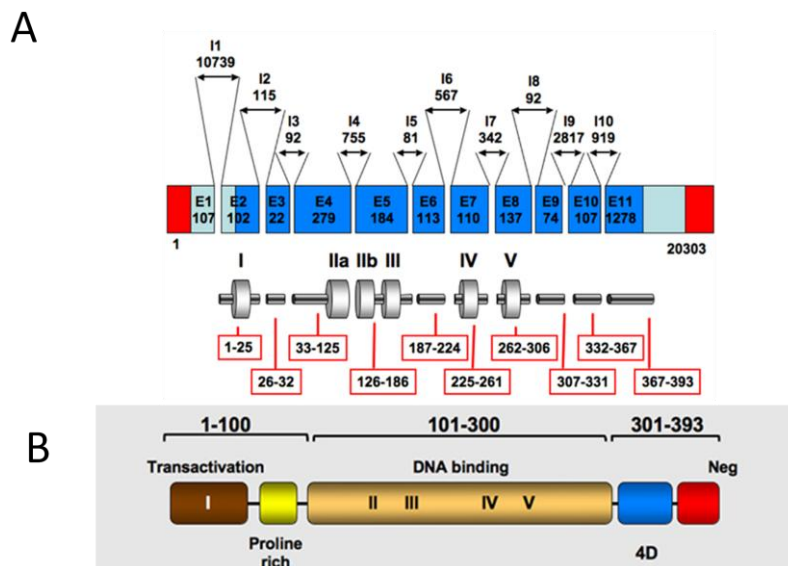 A
I1
10739
I2
115
I3
92
I4
755
I5
81
I6
567
I7
342
I8
92
I9
2817
I10
919
E1
107
E2
102
E3
22
E4
279
E5
184
E6
113
E7
110
E8
137
E9
74
E10
107
E11
1278
1
20303
I IIa IIb III IV V
1-25
33-125
187-224
262-306
332-367
26-32
126-186
225-261
307-331
367-393
B
1-100 101-300 301-393
Transactivation DNA binding Neg
I II III IV V
Proline
rich
4D